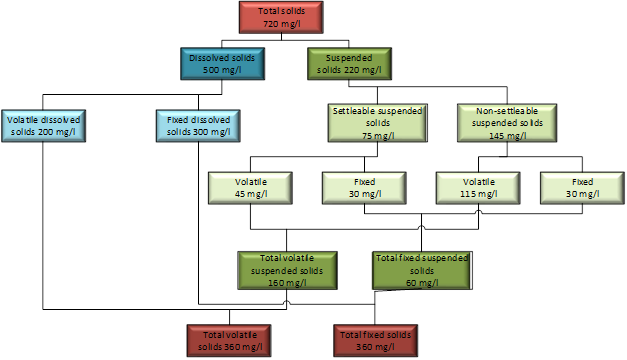 Total solids
720 mg/l
Dissolved solids
500 mg/l
Suspended
solids 220 mg/l
Volatile dissolved
solids 200 mg/l
Fixed dissolved
solids 300 mg/l
Settleable suspended
solids
75 mg/l
Non-settleable
suspended solids
145 mg/l
Volatile
45 mg/l
Fixed
30 mg/l
Volatile
115 mg/l
Fixed
30 mg/l
Total volatile
suspended solids
160 mg/l
Total fixed suspended
solids
60 mg/l
Total volatile
solids 360 mg/l
Total fixed solids
360 mg/l